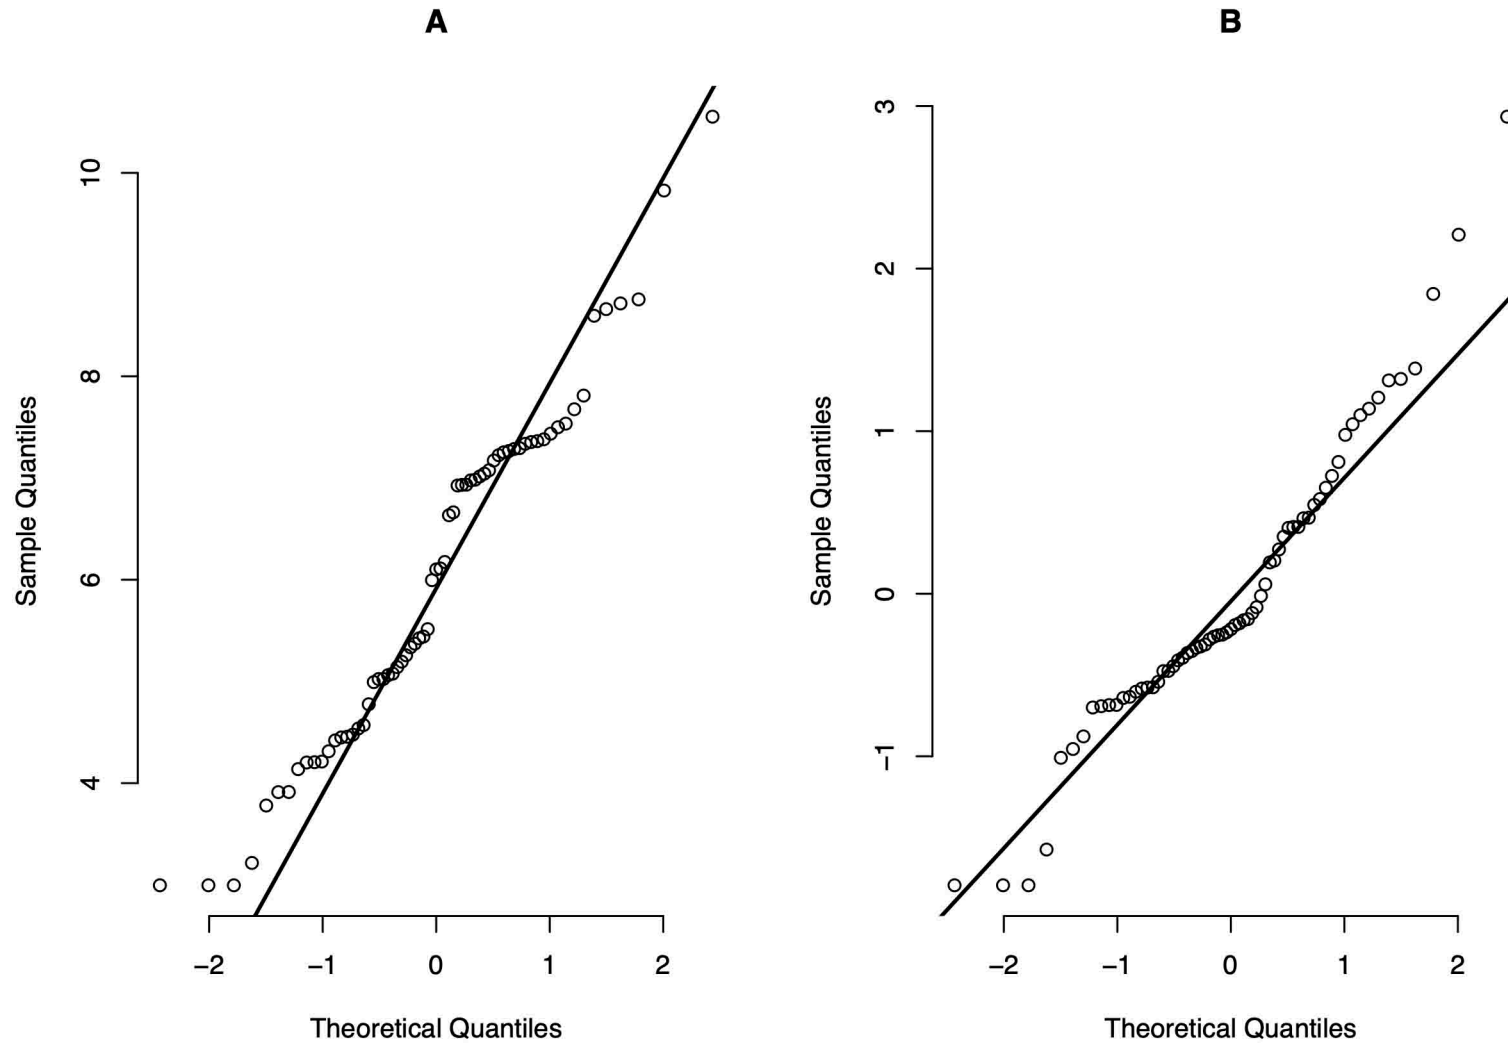 A
10
8
6
4
Sample Quantiles
−2 −1 0 1 2
Theoretical Quantiles
B
3
2
1
0
−1
Sample Quantiles
−2 −1 0 1 2
Theoretical Quantiles